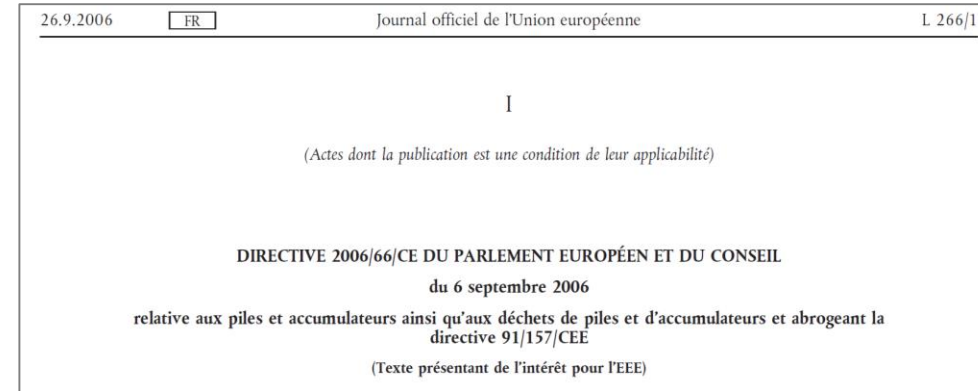 26.9.2006 FR Journal officiel de l'Union européenne L 266/1
I
(Actes dont la publication est une condition de leur applicabilité)
DIRECTIVE 2006/66/CE DU PARLEMENT EUROPÉEN ET DU CONSEIL
du 6 septembre 2006
relative aux piles et accumulateurs ainsi qu'aux déchets de piles et d'accumulateurs et abrogeant la
directive 91/157/CEE
(Texte présentant de l'intérêt pour l'EEE)